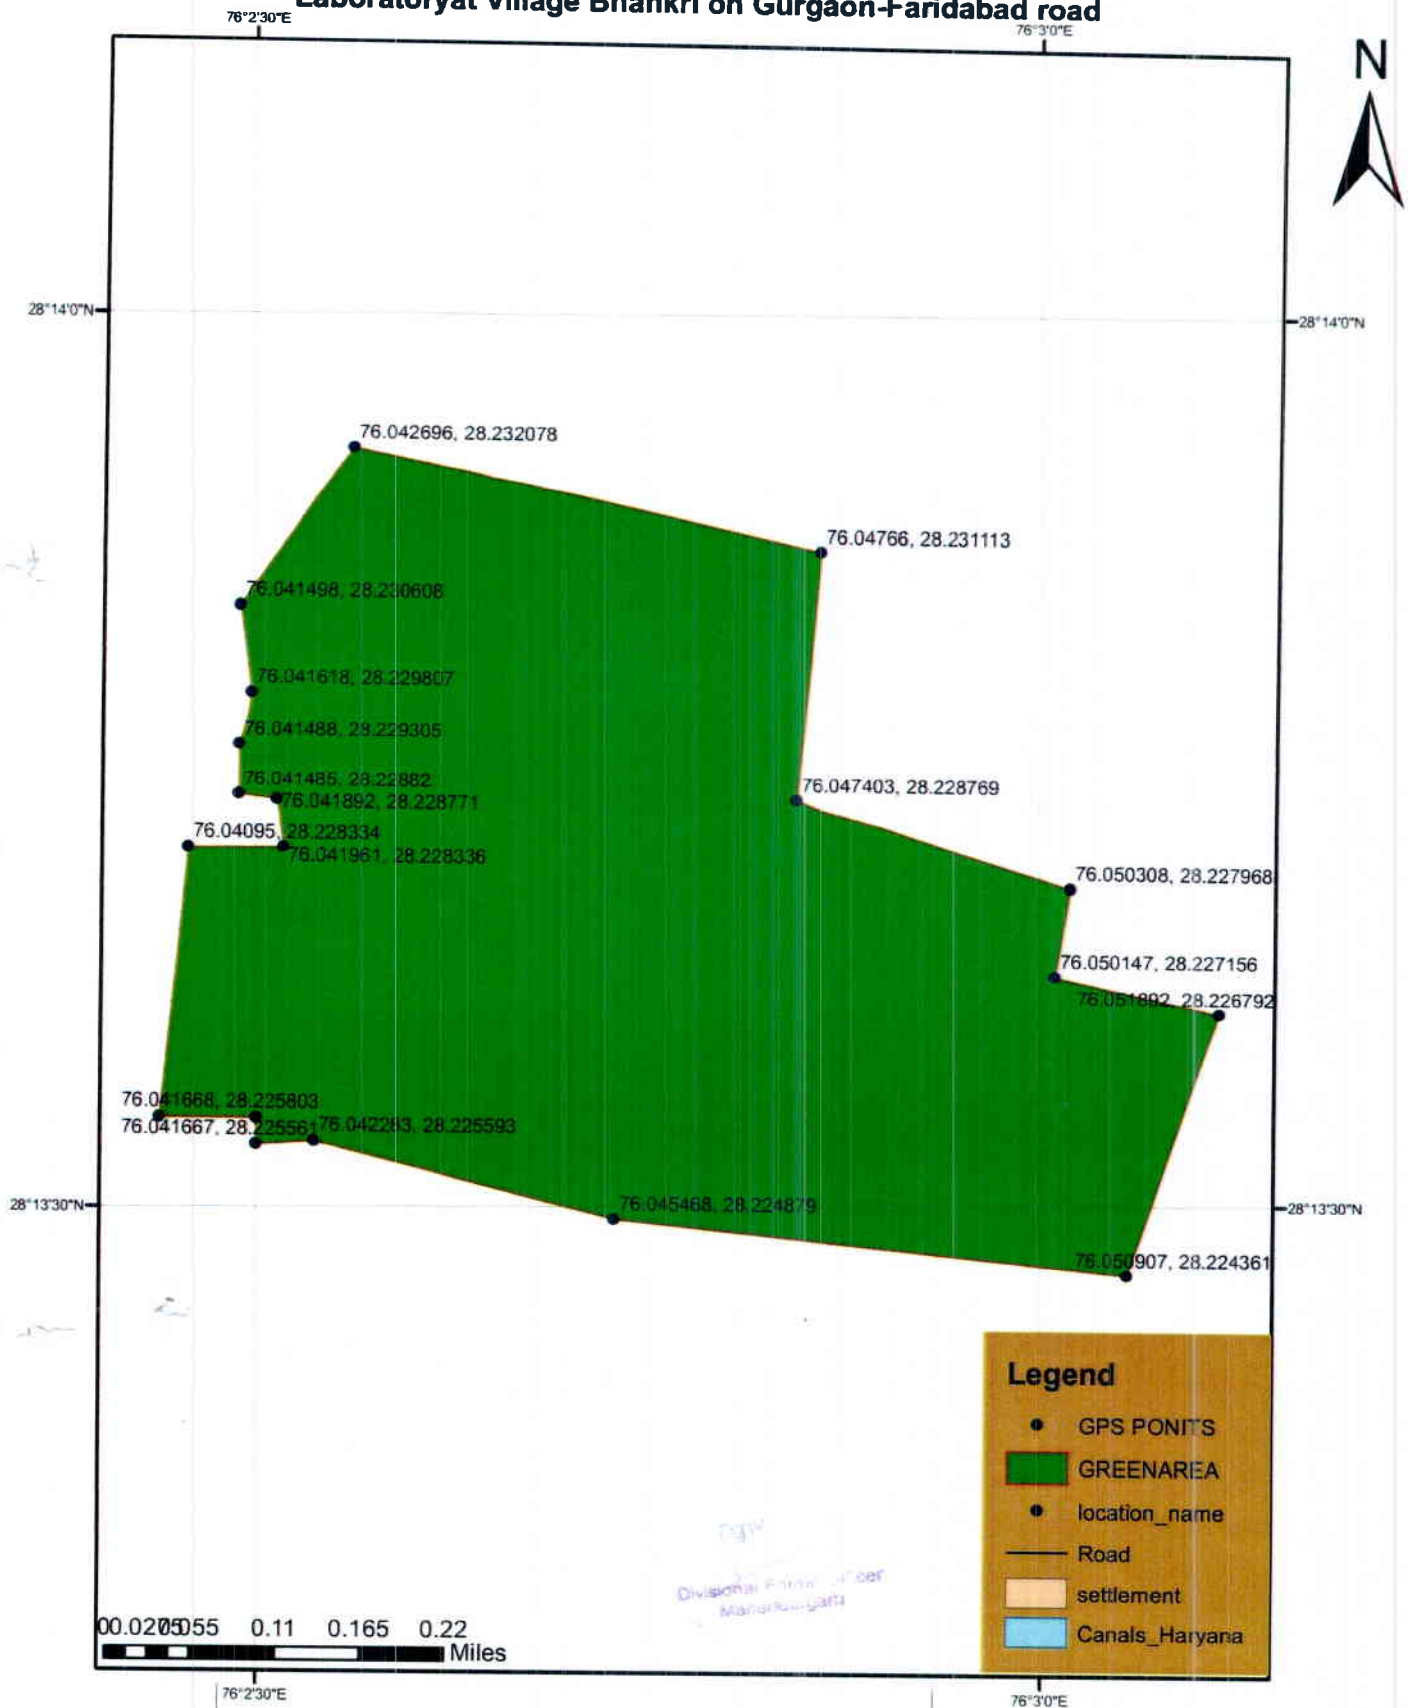 Laboratoryat Village Bhankri on Gurgaon-Faridabad road
76°2'30"E
76°3'0"E
N
28°14'0"N
28°14'0"N
76.042696, 28.232078
76.04766, 28.231113
76.041498, 28.230608
76.041618, 28.229807
76.041488, 28.229305
76.041485, 28.22882
76.041892, 28.228771
76.047403, 28.228769
76.04095, 28.228334
76.041961, 28.228336
76.050308, 28.227968
76.050147, 28.227156
76.051892, 28.226792
76.041668, 28.225803
76.041667, 28.225561
76.042283, 28.225593
28°13'30"N
76.045468, 28.224879
28°13'30"N
76.050907, 28.224361
Legend
GPS PONITS
GREENAREA
location_name
Road
settlement
Canals_Haryana
Divisional
0.11 0.165 0.22
Miles
76°2'30"E
76°3'0"E